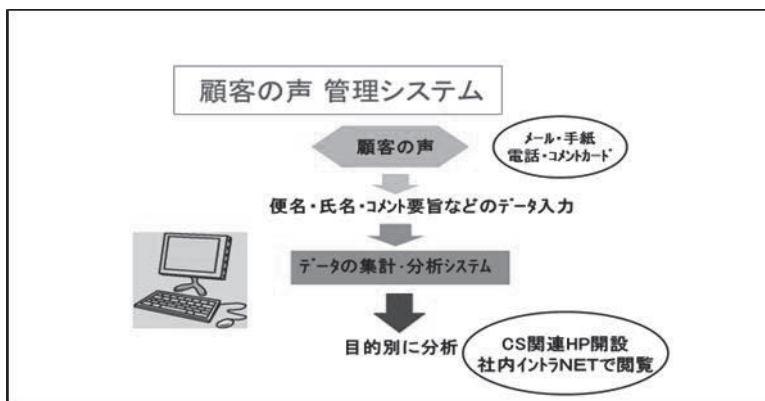 顧客の声 管理システム
顧客の声
メール・手紙
電話・コメントカード
便名・氏名・コメント要旨などのデータ入力
データの集計・分析システム
目的別に分析
CS関連HP開設
社内イントラNETで閲覧